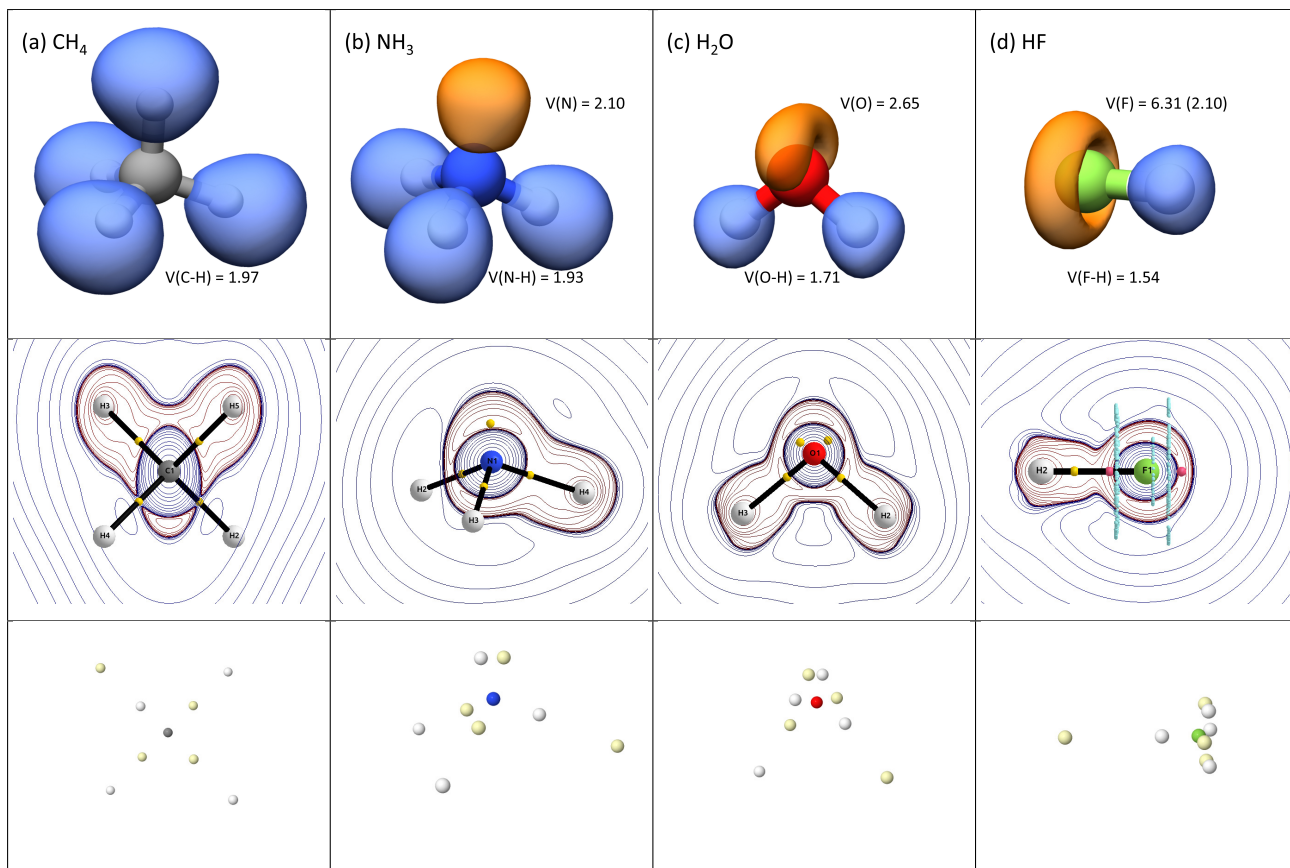 (a) CH₄
V(C-H) = 1.97
(b) NH₃
V(N) = 2.10
V(N-H) = 1.93
(c) H₂O
V(O) = 2.65
V(O-H) = 1.71
(d) HF
V(F) = 6.31 (2.10)
V(F-H) = 1.54
H3 H5
C1
H4 H2
N1
H2 H4
H3
O1
H3 H2
H2 F1